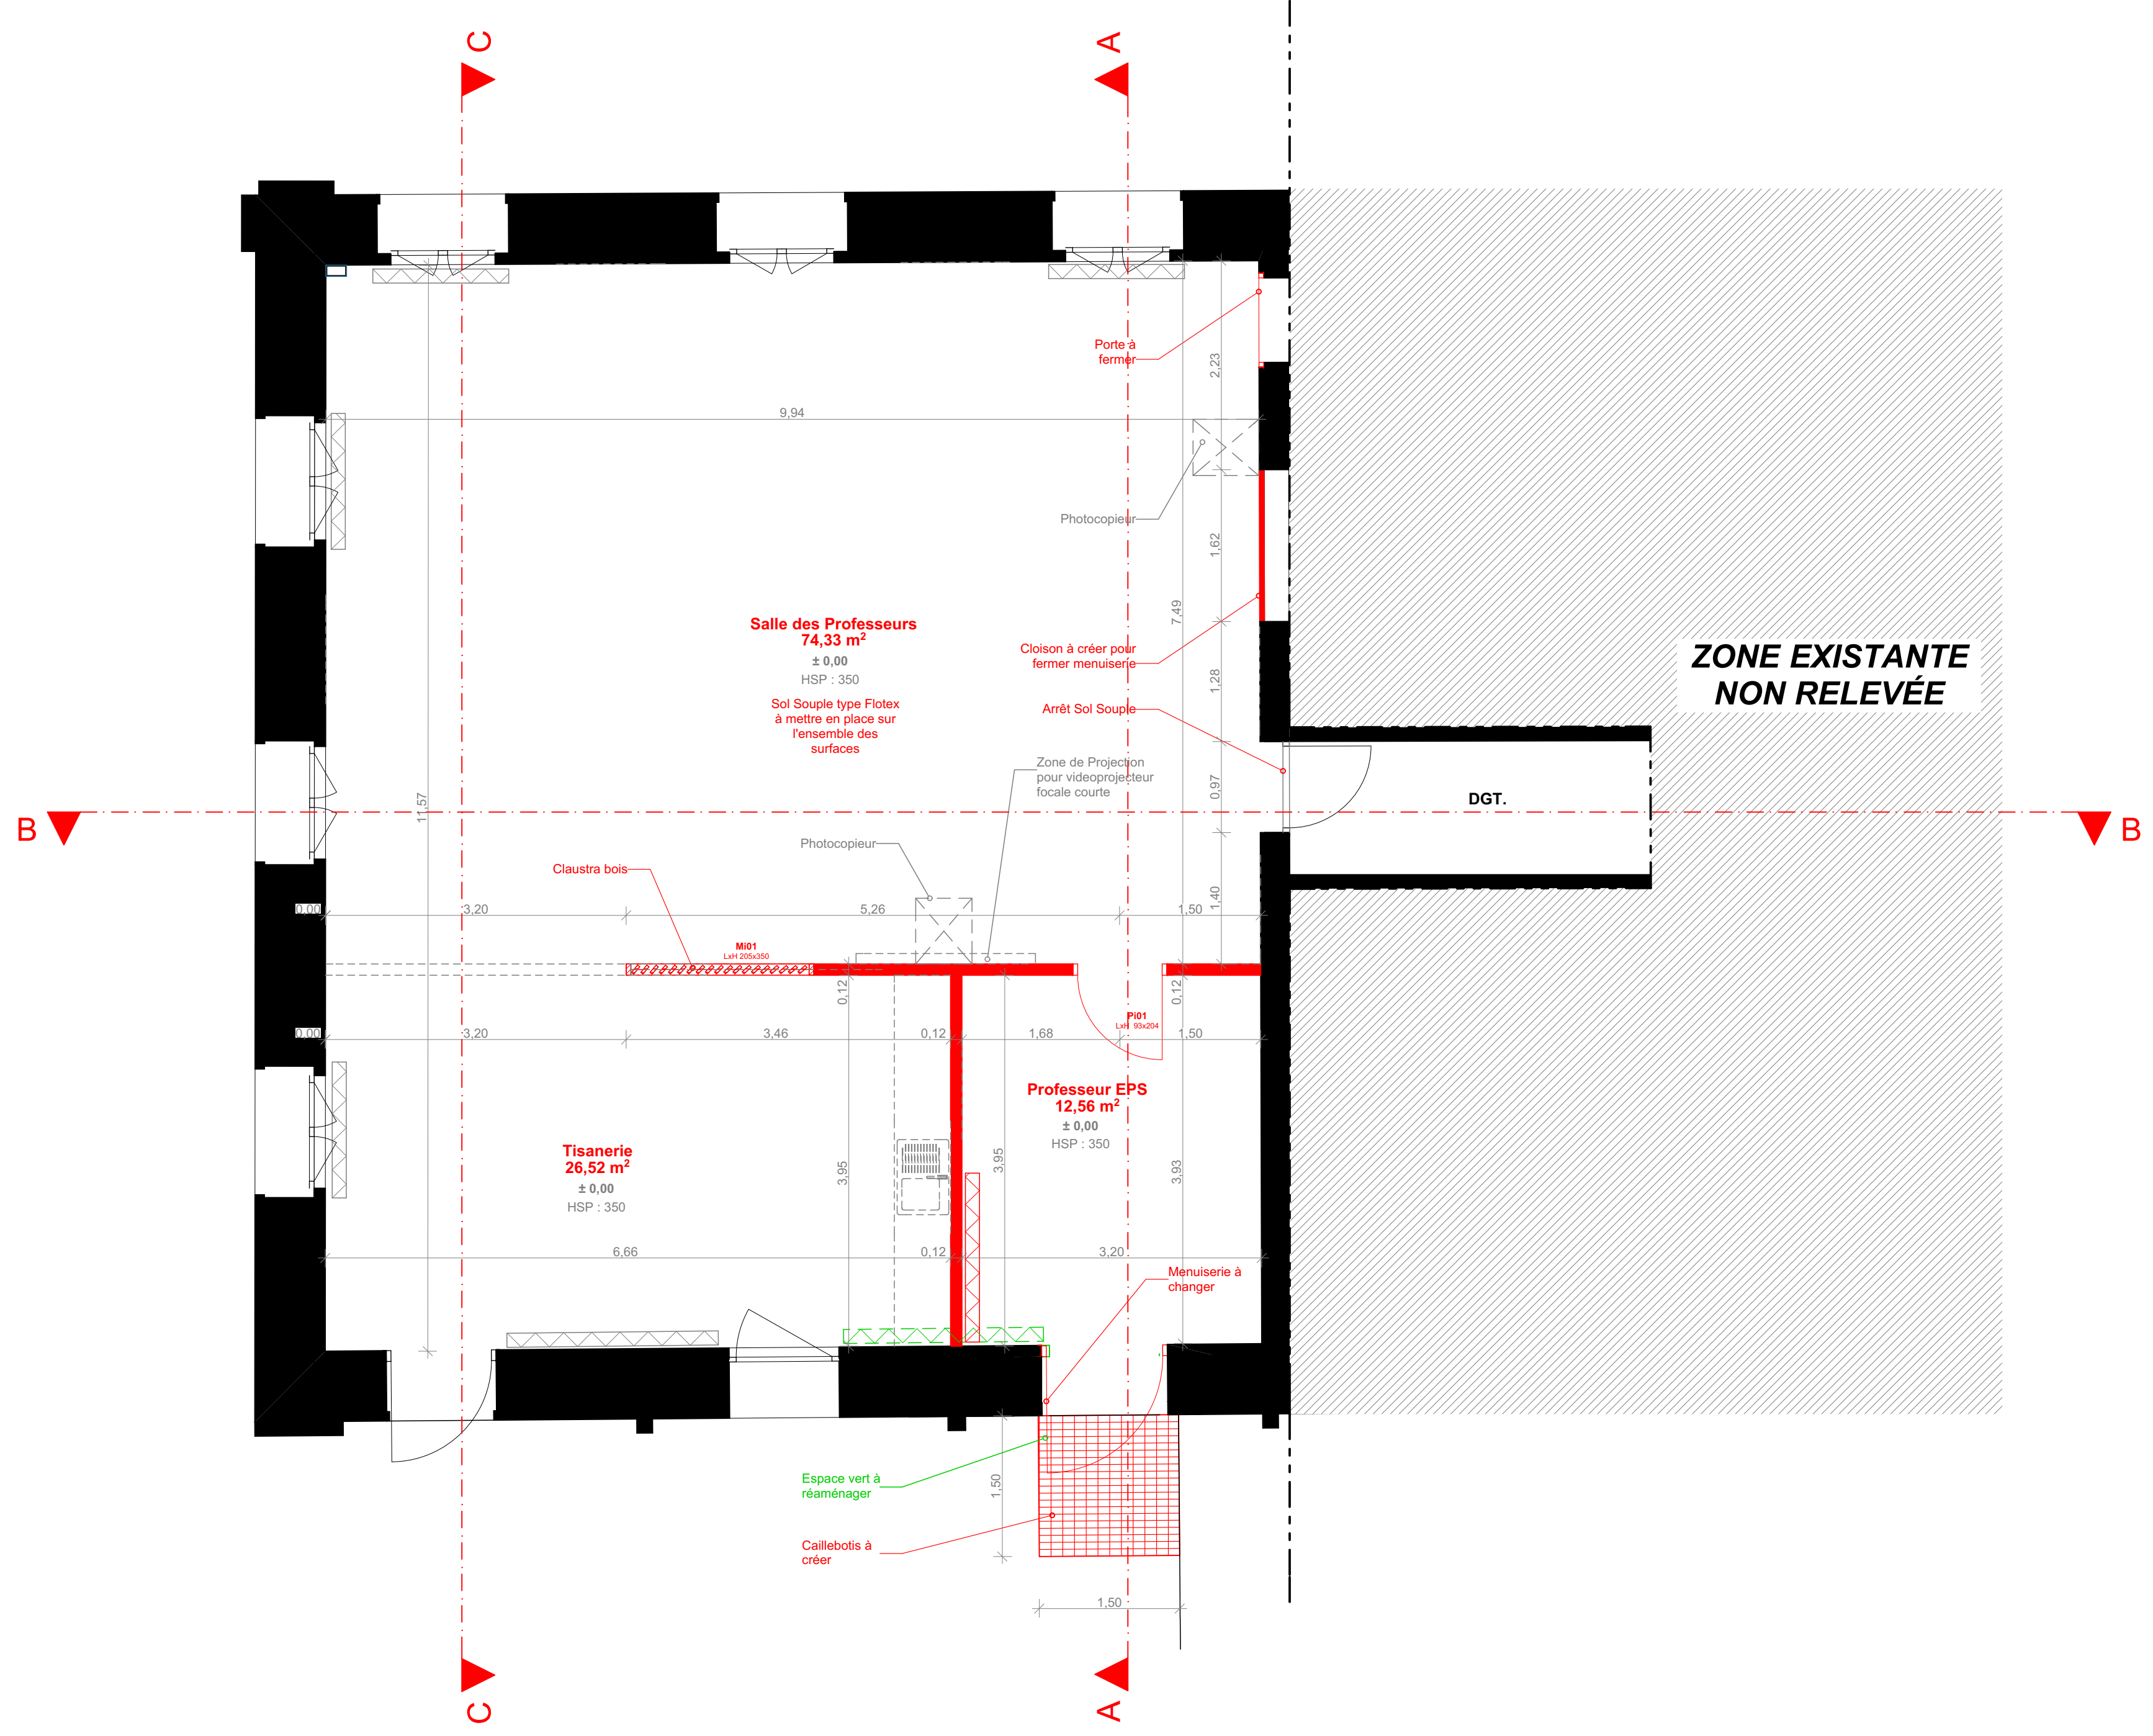 C
A
Porte à
fermer
2,23
9,94
Photocopieur
1,62
7,49
Salle des Professeurs
74,33 m²
± 0,00
HSP : 350
Sol Souple type Flotex
à mettre en place sur
l'ensemble des
surfaces
Cloison à créer pour
fermer menuiserie
1,28
Arrêt Sol Souple
ZONE EXISTANTE
NON RELEVÉE
Zone de Projection
pour videoprojecteur
focale courte
0,97
11,57
DGT.
B
B
Photocopieur
Claustra bois
1,40
0,00
3,20
5,26
1,50
Mi01
LxH 205x350
0,12
0,12
Pi01
LxH 93x204
0,00
3,20
3,46
0,12
1,68
1,50
Professeur EPS
12,56 m²
± 0,00
HSP : 350
Tisanerie
26,52 m²
± 0,00
HSP : 350
3,95
3,95
3,93
6,66
0,12
3,20
Menuiserie à
changer
Espace vert à
réaménager
1,50
Caillebotis à
créer
1,50
C
A